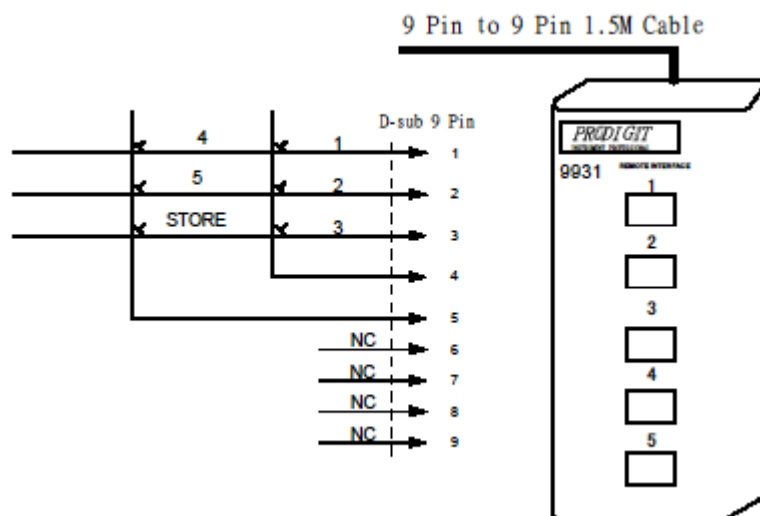 9 Pin to 9 Pin 1.5M Cable
D-sub 9 Pin
4 1 1
5 2 2
STORE 3 3
4
5
NC 6
NC 7
NC 8
NC 9
PRODIGIT
INSTRUMENT PROFESSIONAL
9931 REMOTE INTERFACE
1
2
3
4
5